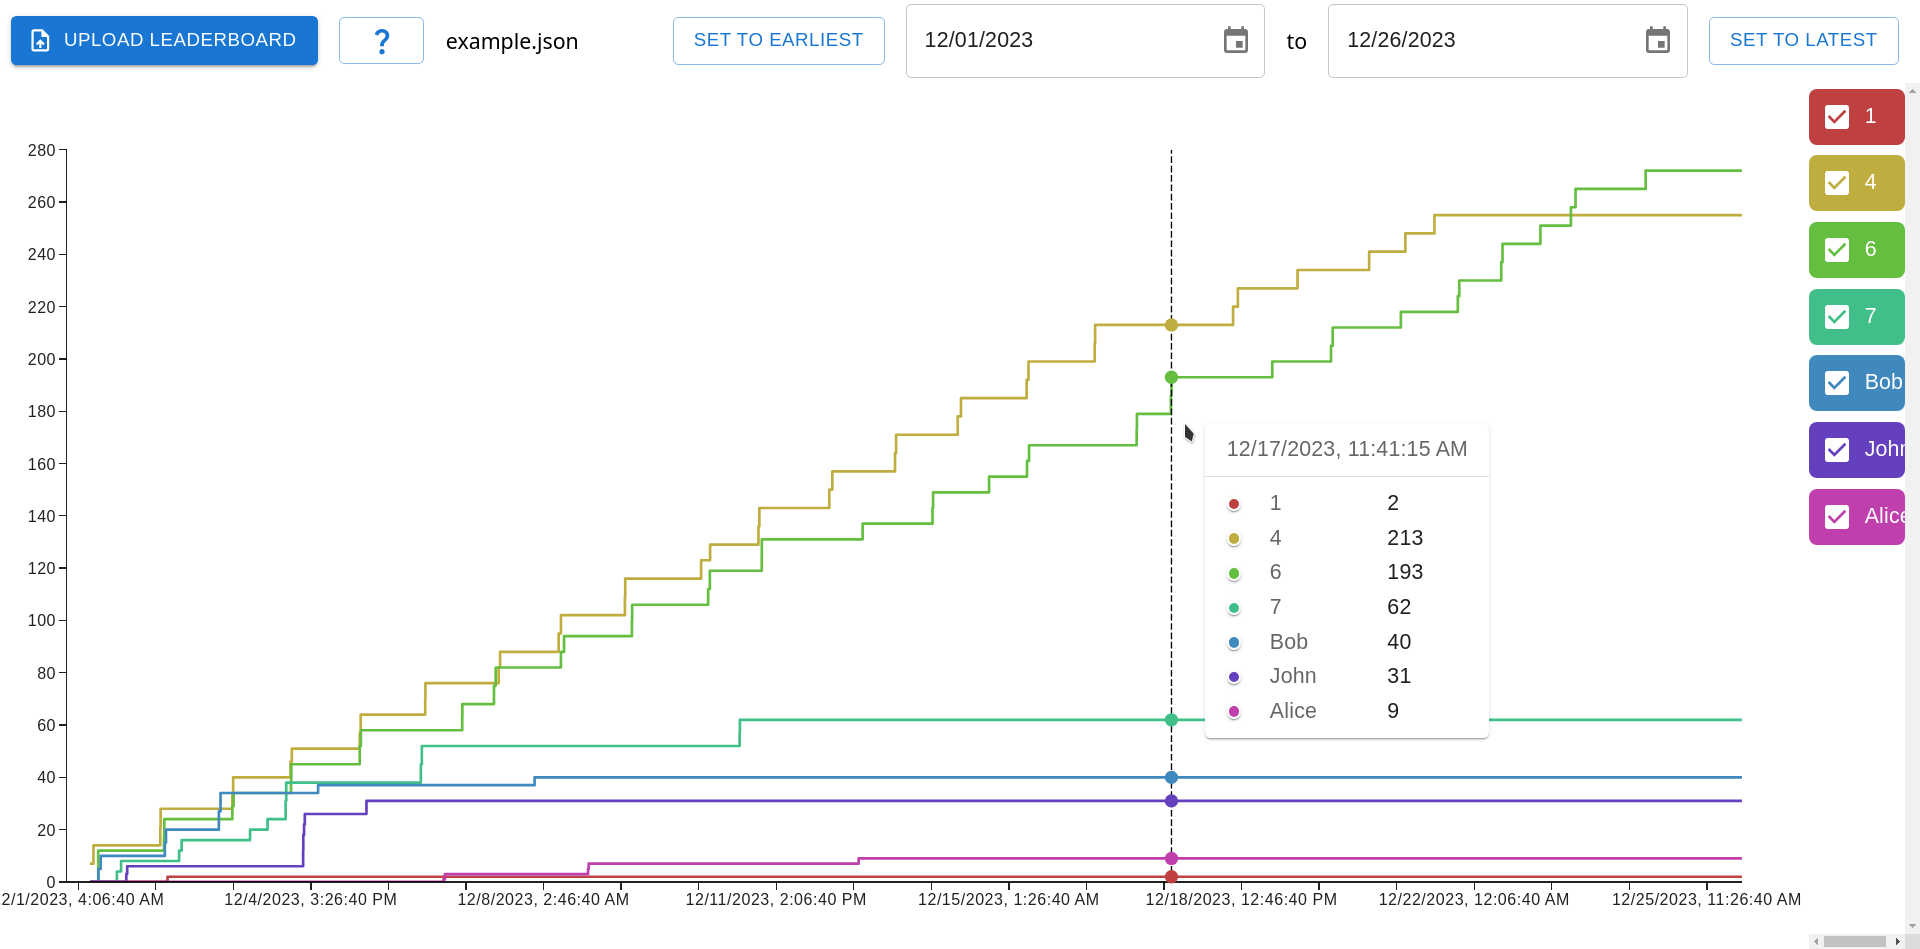 UPLOAD LEADERBOARD
?
example.json
SET TO EARLIEST
12/01/2023
to
12/26/2023
SET TO LATEST
1
4
6
7
Bob
John
Alice
280
260
240
220
200
180
160
140
120
100
80
60
40
20
0
12/17/2023, 11:41:15 AM
1 2
4 213
6 193
7 62
Bob 40
John 31
Alice 9
2/1/2023, 4:06:40 AM
12/4/2023, 3:26:40 PM
12/8/2023, 2:46:40 AM
12/11/2023, 2:06:40 PM
12/15/2023, 1:26:40 AM
12/18/2023, 12:46:40 PM
12/22/2023, 12:06:40 AM
12/25/2023, 11:26:40 AM